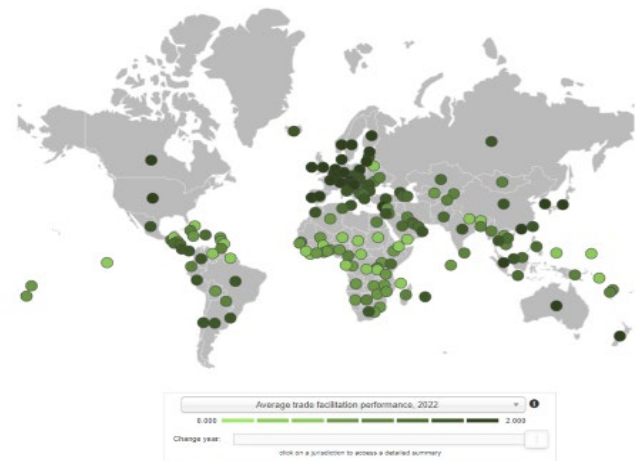 Average trade facilitation performance, 2022
0.000 2.000
Change year:
click on a jurisdiction to access a detailed summary